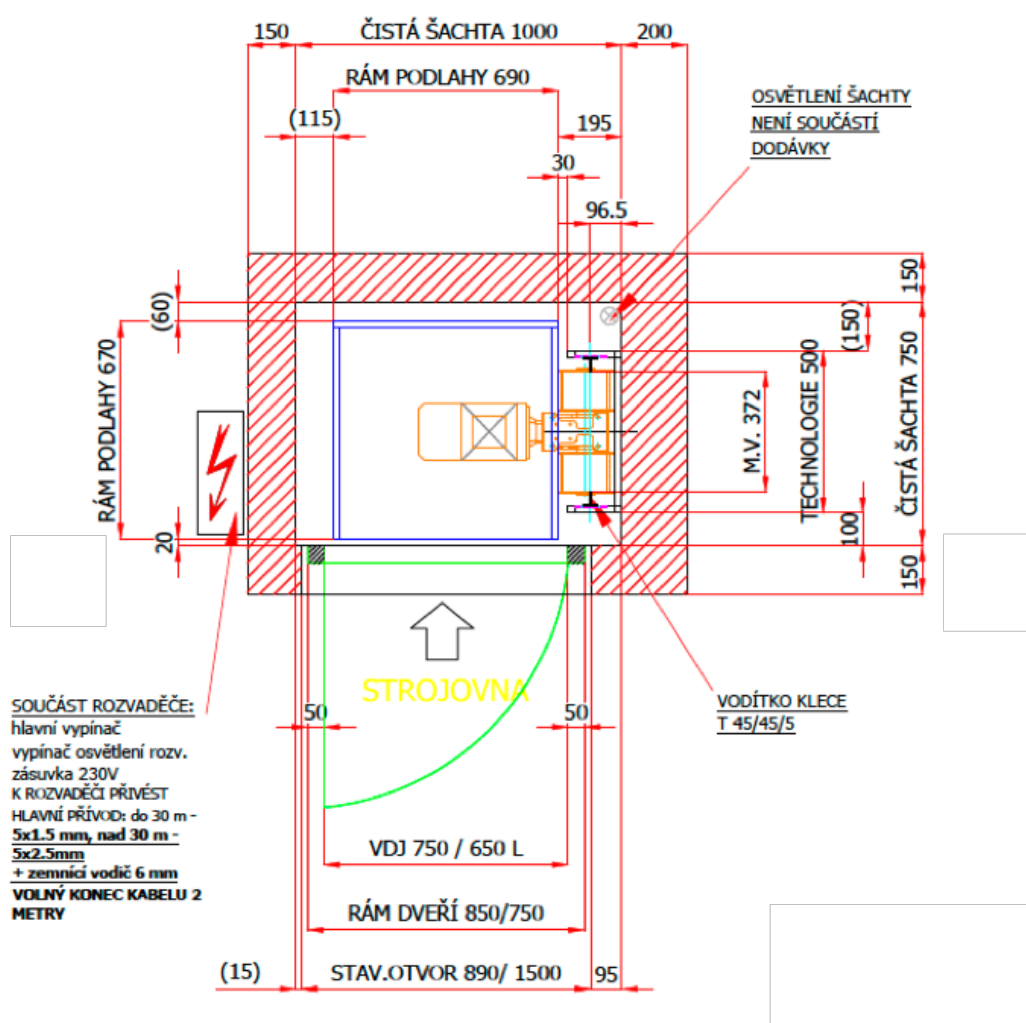 150
ČISTÁ ŠACHTA 1000
200
RÁM PODLAHY 690
(115)
195
30
96.5
OSVĚTLENÍ ŠACHTY
NENÍ SOUČÁSTÍ
DODÁVKY
(60)
RÁM PODLAHY 670
20
150
(150)
ČISTÁ ŠACHTA 750
TECHNOLOGIE 500
M.V. 372
100
150
STROJOVNA
50
50
SOUČÁST ROZVADĚČE:
hlavní vypínač
vypínač osvětlení rozv.
zásuvka 230V
K ROZVADĚČI PŘIVÉST
HLAVNÍ PŘÍVOD: do 30 m -
5x1.5 mm, nad 30 m -
5x2.5mm
+ zemnící vodič 6 mm
VOLNÝ KONEC KABELU 2
METRY
VODÍTKO KLECE
T 45/45/5
VDJ 750 / 650 L
RÁM DVEŘÍ 850/750
(15)
STAV.OTVOR 890/ 1500
95